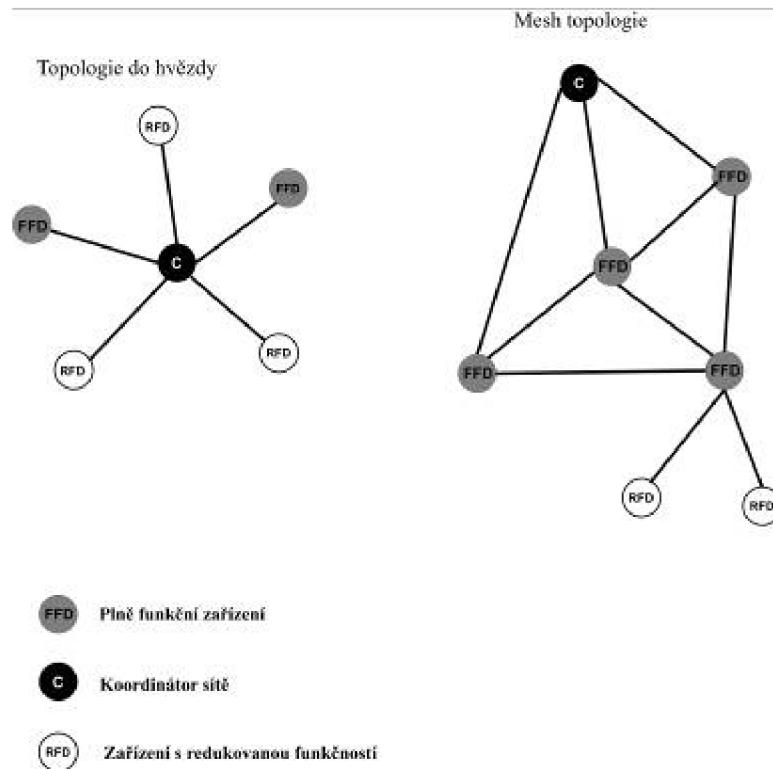 Mesh topologie
Topologie do hvězdy
C
RFD
FFD
FFD
FFD
C
FFD
RFD
RFD
FFD
FFD
RFD
RFD
FFD Plně funkční zařízení
C Koordinátor sítě
RFD Zařízení s redukovanou funkčností